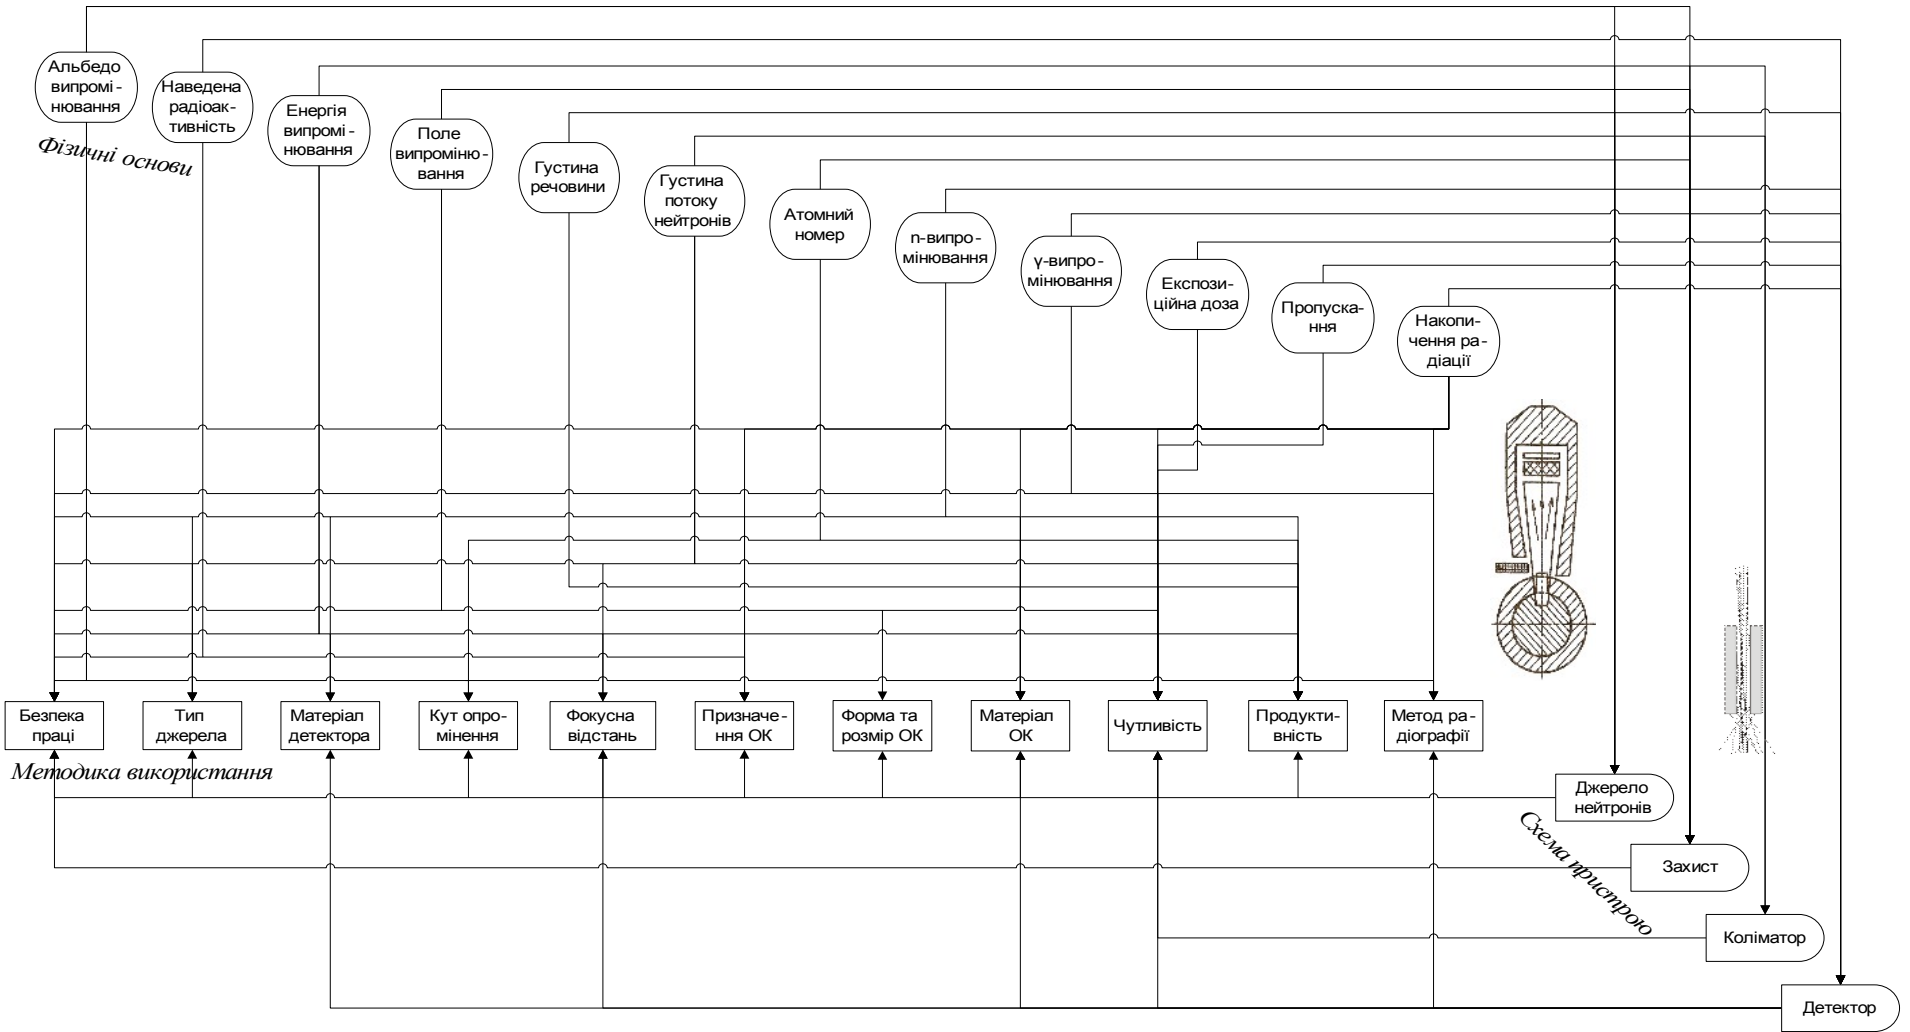 Альбедо
випромі-
нювання
Наведена
радіоак-
тивність
Енергія
випромі-
нювання
Поле
випроміню-
вання
Густина
речовини
Густина
потоку
нейтронів
Атомний
номер
n-випро-
мінювання
γ-випро-
мінювання
Експози-
ційна доза
Пропускa-
ння
Накопи-
чення ра-
діації
Фізичні основи
Безпека
праці
Тип
джерела
Матеріал
детектора
Кут опро-
мінення
Фокусна
відстань
Призначе-
ння ОК
Форма та
розмір ОК
Матеріал
ОК
Чутливість
Продукти-
вність
Метод ра-
діографії
Методика використання
Джерело
нейтронів
Схема пристрою
Захист
Коліматор
Детектор